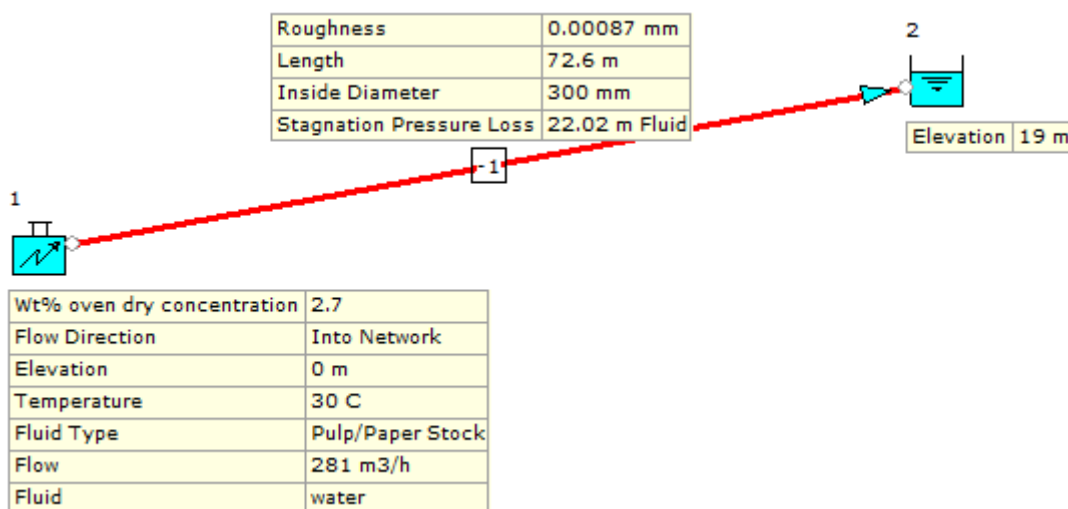 Roughness 0.00087 mm
Length 72.6 m
Inside Diameter 300 mm
Stagnation Pressure Loss 22.02 m Fluid
2
Elevation 19 m
-1
1
Wt% oven dry concentration 2.7
Flow Direction Into Network
Elevation 0 m
Temperature 30 C
Fluid Type Pulp/Paper Stock
Flow 281 m3/h
Fluid water